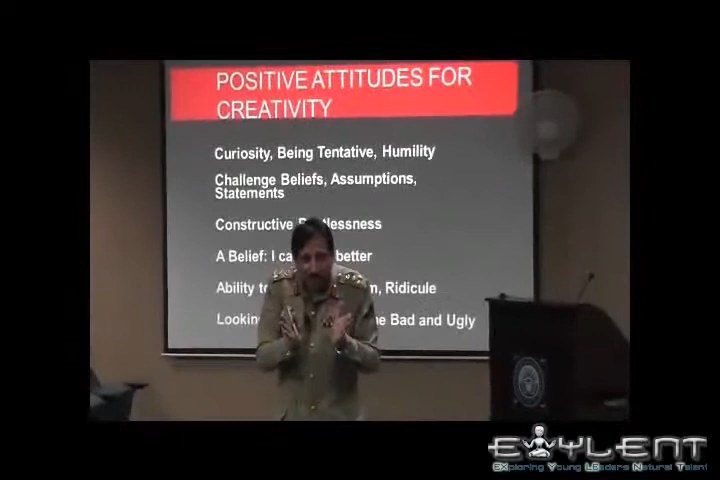 POSITIVE ATTITUDES FOR
CREATIVITY
Curiosity, Being Tentative, Humility
Challenge Beliefs, Assumptions,
Statements
Constructive
A Belief: I better
Ability Ridicule
Bad and Ugly
EXYLENT
EXploring Young LEaders Natural Talent